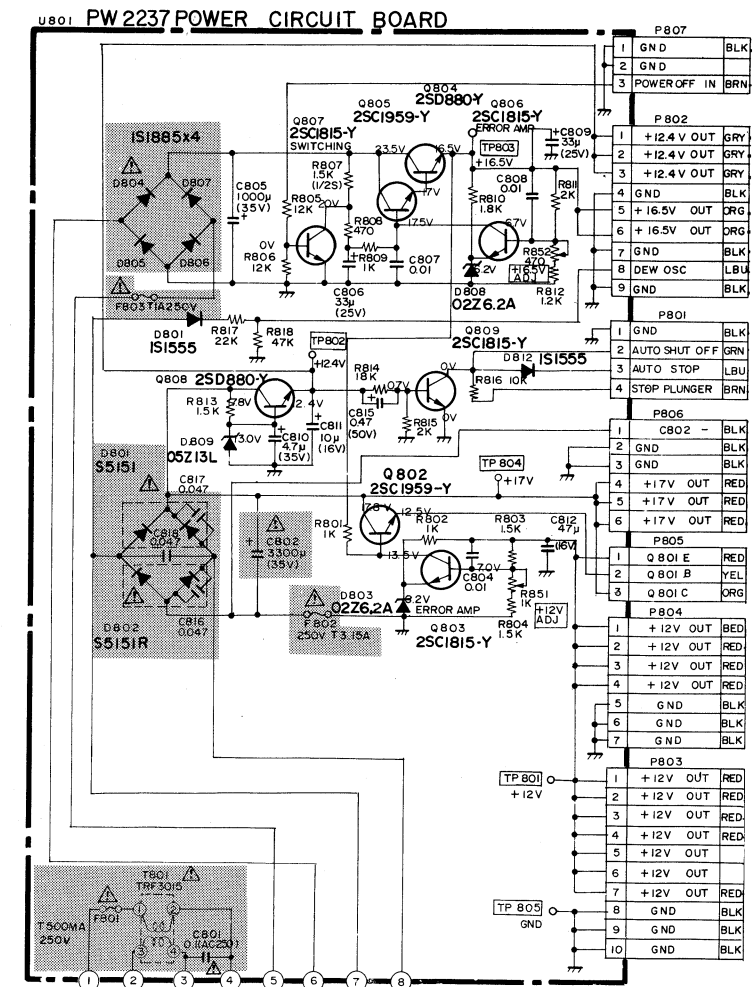 U801 PW2237 POWER CIRCUIT BOARD
P807
1 GND BLK
2 GND
3 POWER OFF IN BRN
Q804
2SD880-Y
Q805
2SC1959-Y
Q806
2SC1815-Y
ERROR AMP
Q807
2SC1815-Y
SWITCHING
1S1885x4
D804
D807
D805
D806
F803 T1A250V
C805
1000µ
(35V)
R805
12K
R806
12K
0V
20V
R807
1.5K
(1/2S)
R808
470
R809
1K
C806
33µ
(25V)
C807
0.01
23.5V
16.5V
17V
17.5V
TP803
+16.5V
C809
33µ
(25V)
C808
0.01
R810
1.8K
R811
2K
6.7V
R852
470
+16.5V
ADJ
R812
1.2K
6.2V
D808
02Z6.2A
P802
1 +12.4V OUT GRY
2 +12.4V OUT GRY
3 +12.4V OUT GRY
4 GND BLK
5 +16.5V OUT ORG
6 +16.5V OUT ORG
7 GND BLK
8 DEW OSC LBU
9 GND BLK
D801
1S1555
R817
22K
R818
47K
TP802
+12.4V
Q809
2SC1815-Y
D812
1S1555
R816 10K
0V
0V
P801
1 GND BLK
2 AUTO SHUT OFF GRN
3 AUTO STOP LBU
4 STOP PLUNGER BRN
Q808
2SD880-Y
R813
1.5K
18V
12.4V
D809
05Z13L
13.0V
C810
4.7µ
(35V)
C811
10µ
(16V)
R814
18K
0.7V
C815
0.47
(50V)
R815
2K
P806
1 C802 - BLK
2 GND BLK
3 GND BLK
4 +17V OUT RED
5 +17V OUT RED
6 +17V OUT RED
D801
S5151
C817
0.047
C818
0.047
C816
0.047
D802
S5151R
C802
3300µ
(35V)
TP 804
+17V
Q802
2SC1959-Y
17.8V
12.5V
13.5V
R801
1K
R802
1K
R803
1.5K
C812
47µ
(16V)
7.0V
C804
0.01
R851
1K
R804
1.5K
+12V
ADJ
D803
02Z6.2A
6.2V
ERROR AMP
Q803
2SC1815-Y
F802
250V T3.15A
P805
1 Q801E RED
2 Q801B YEL
3 Q801C ORG
P804
1 +12V OUT BED
2 +12V OUT RED
3 +12V OUT RED
4 +12V OUT RED
5 GND BLK
6 GND BLK
7 GND BLK
P803
1 +12V OUT RED
2 +12V OUT RED
3 +12V OUT RED
4 +12V OUT RED
5 +12V OUT
6 +12V OUT
7 +12V OUT RED
8 GND BLK
9 GND BLK
10 GND BLK
TP 801
+12V
TP 805
GND
T801
TRF3015
F801
T500MA
250V
1
2
3
4
C801
0.1(AC250)
1 2 3 4 5 6 7 8